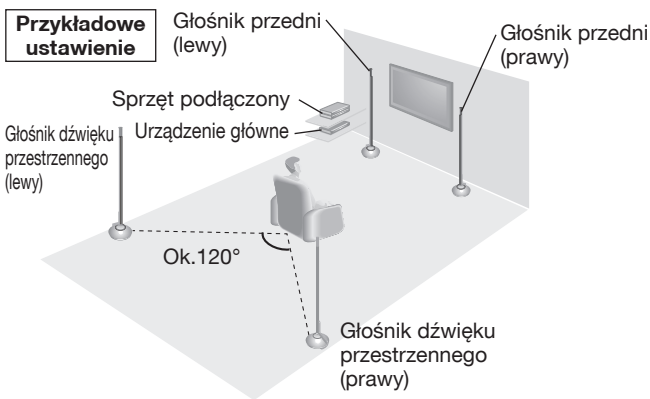 Przykładowe
ustawienie
Głośnik przedni
(lewy)
Głośnik przedni
(prawy)
Sprzęt podłączony
Urządzenie główne
Głośnik dźwięku
przestrzennego
(lewy)
Ok.120°
Głośnik dźwięku
przestrzennego
(prawy)